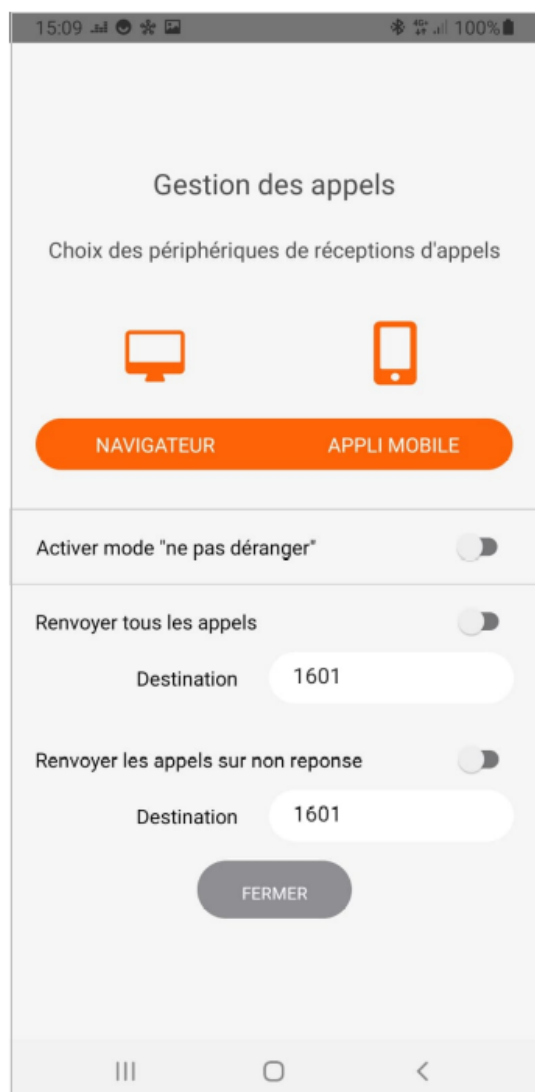 15:09 4G+ 100%
Gestion des appels
Choix des périphériques de réceptions d'appels
NAVIGATEUR APPLI MOBILE
Activer mode "ne pas déranger"
Renvoyer tous les appels
Destination 1601
Renvoyer les appels sur non reponse
Destination 1601
FERMER